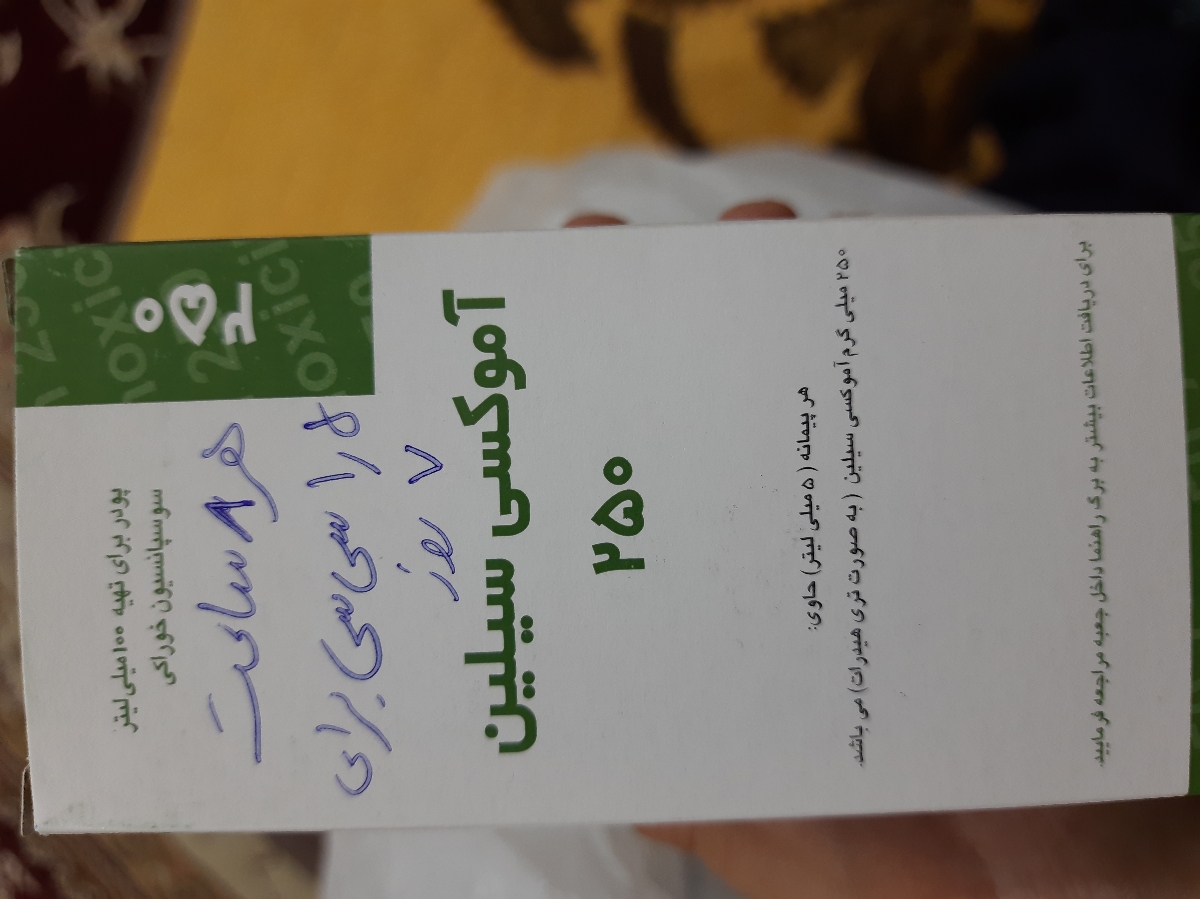 پودر برای تهیه ۱۰۰ میلی لیتر
سوسپانسیون خوراکی
هر ۸ ساعت
سی سی برای
۷ روز
آموکسی سیلین
۲۵۰
هر پیمانه (۵ میلی لیتر) حاوی:
۲۵۰ میلی گرم آموکسی سیلین (به صورت تری هیدرات) می باشد.
برای دریافت اطلاعات بیشتر به برگ راهنما داخل جعبه مراجعه فرمایید.